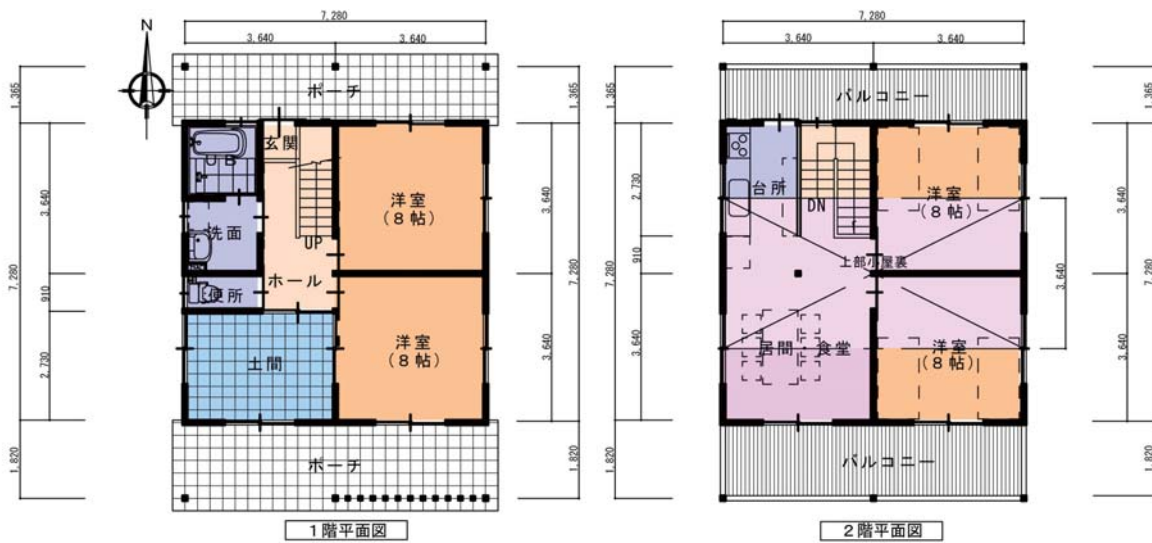 7,280
3,640 3,640
N
1,365
ポーチ
1,365
玄関
UB
洋室
(8帖)
3,640
洗面
UP
ホール
便所
7,280
910
2,730
洋室
(8帖)
土間
3,640
7,280
3,640
1,820
ポーチ
1,820
1階平面図
7,280
3,640 3,640
1,365
バルコニー
1,365
台所
DN
洋室
(8帖)
2,730
3,640
上部小屋裏
910
7,280
3,640
3,640
7,280
居間・食堂
洋室
(8帖)
3,640
1,820
バルコニー
1,820
2階平面図